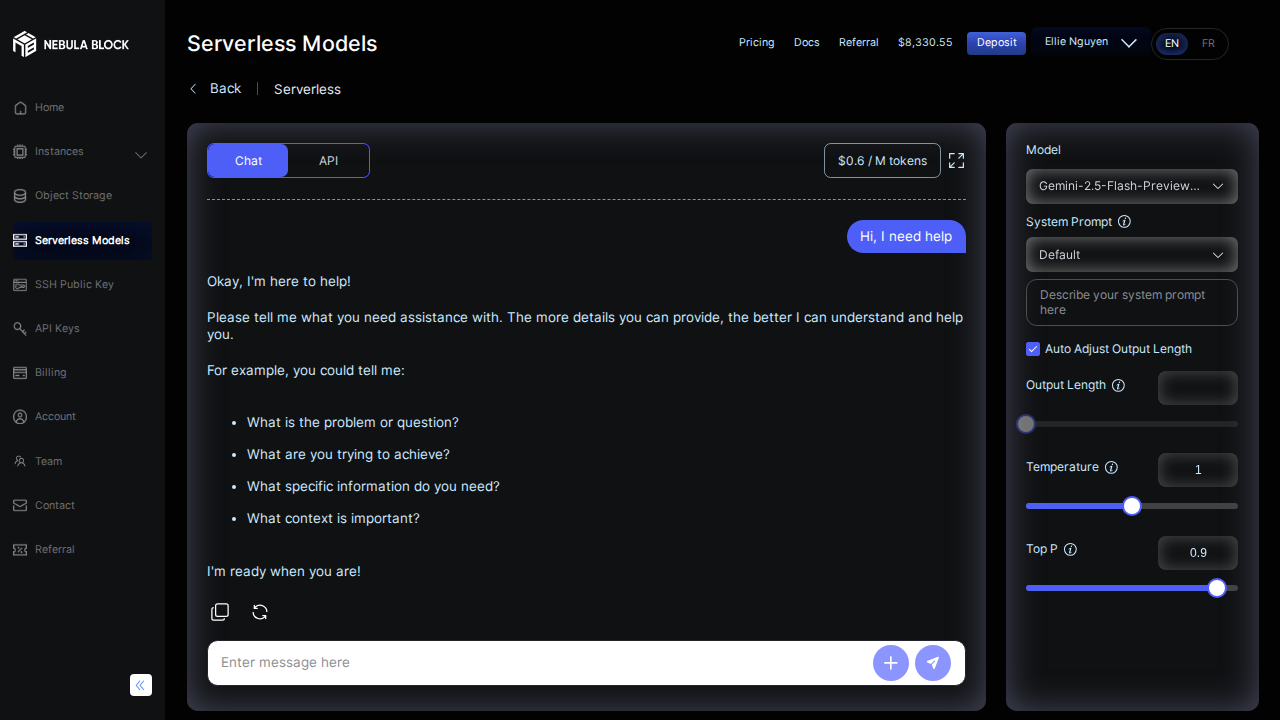 NEBULA BLOCK
Home
Instances
Object Storage
Serverless Models
SSH Public Key
API Keys
Billing
Account
Team
Contact
Referral
Serverless Models
Pricing
Docs
Referral
$8,330.55
Deposit
Ellie Nguyen
EN
FR
Back
Serverless
Chat
API
$0.6 / M tokens
Hi, I need help
Okay, I'm here to help!
Please tell me what you need assistance with. The more details you can provide, the better I can understand and help
you.
For example, you could tell me:
• What is the problem or question?
• What are you trying to achieve?
• What specific information do you need?
• What context is important?
I'm ready when you are!
Enter message here
Model
Gemini-2.5-Flash-Preview...
System Prompt
Default
Describe your system prompt
here
Auto Adjust Output Length
Output Length
Temperature
1
Top P
0.9